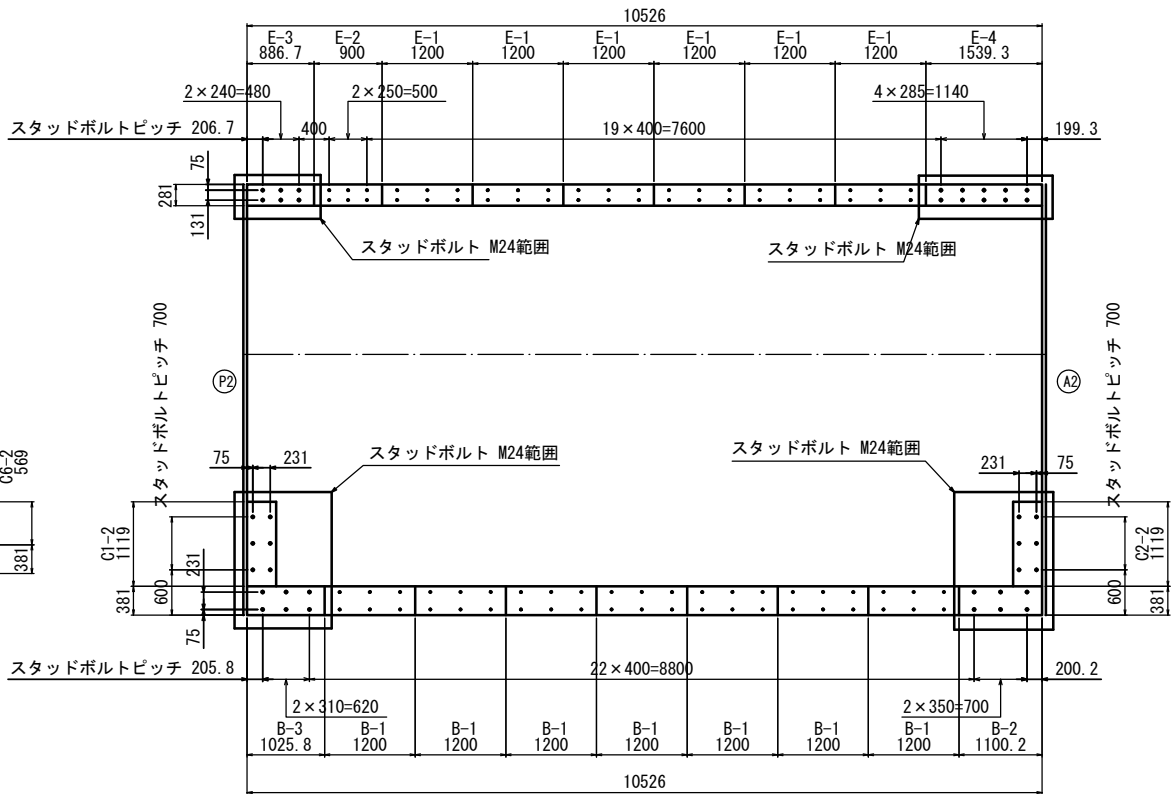 10526
E-3 E-2 E-1 E-1 E-1 E-1 E-1 E-1 E-4
886.7 900 1200 1200 1200 1200 1200 1200 1539.3
2×240=480 2×250=500 4×285=1140
スタッドボルトピッチ 206.7 400 19×400=7600 199.3
75
281
131
スタッドボルト M24範囲 スタッドボルト M24範囲
スタッドボルトピッチ 700
スタッドボルトピッチ 700
P2 A2
スタッドボルト M24範囲 スタッドボルト M24範囲
75 231 231 75
C6-2
569
381
C1-2
1119
381
600
231
75
C2-2
1119
600
381
スタッドボルトピッチ 205.8 22×400=8800 200.2
2×310=620 2×350=700
B-3 B-1 B-1 B-1 B-1 B-1 B-1 B-1 B-2
1025.8 1200 1200 1200 1200 1200 1200 1200 1100.2
10526